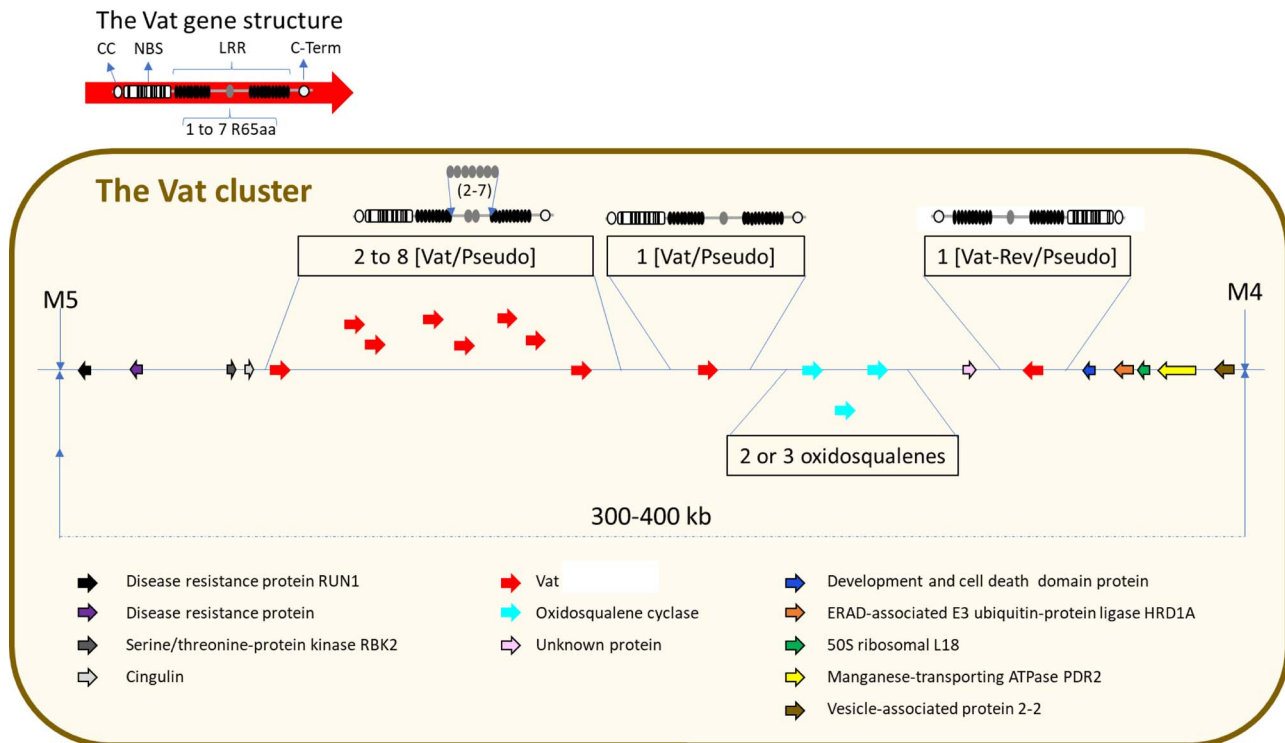 The Vat gene structure
CC NBS LRR C-Term
1 to 7 R65aa
The Vat cluster
(2-7)
2 to 8 [Vat/Pseudo] 1 [Vat/Pseudo] 1 [Vat-Rev/Pseudo]
M5 M4
2 or 3 oxidosqualenes
300-400 kb
Disease resistance protein RUN1
Disease resistance protein
Serine/threonine-protein kinase RBK2
Cingulin
Vat
Oxidosqualene cyclase
Unknown protein
Development and cell death domain protein
ERAD-associated E3 ubiquitin-protein ligase HRD1A
50S ribosomal L18
Manganese-transporting ATPase PDR2
Vesicle-associated protein 2-2